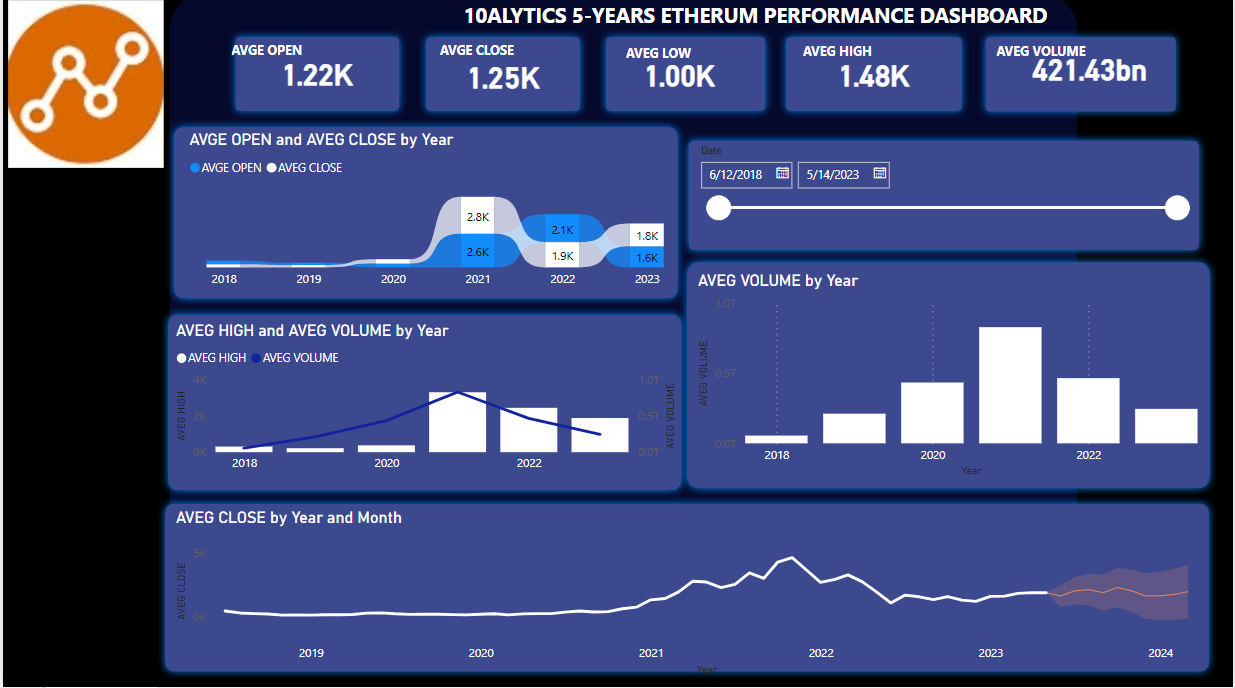 10ALYTICS 5-YEARS ETHERUM PERFORMANCE DASHBOARD
AVGE OPEN
1.22K
AVGE CLOSE
1.25K
AVEG LOW
1.00K
AVEG HIGH
1.48K
AVEG VOLUME
421.43bn
AVGE OPEN and AVEG CLOSE by Year
AVGE OPEN AVEG CLOSE
2.8K
2.6K
2.1K
1.9K
1.8K
1.6K
2018 2019 2020 2021 2022 2023
Date
6/12/2018 5/14/2023
AVEG VOLUME by Year
AVEG VOLUME
1.0T
0.5T
0.0T
2018 2020 2022
Year
AVEG HIGH and AVEG VOLUME by Year
AVEG HIGH AVEG VOLUME
AVEG HIGH
4K
2K
0K
1.0T
0.5T
0.0T
AVEG VOLUME
2018 2020 2022
AVEG CLOSE by Year and Month
AVEG CLOSE
5K
0K
2019 2020 2021 2022 2023 2024
Year